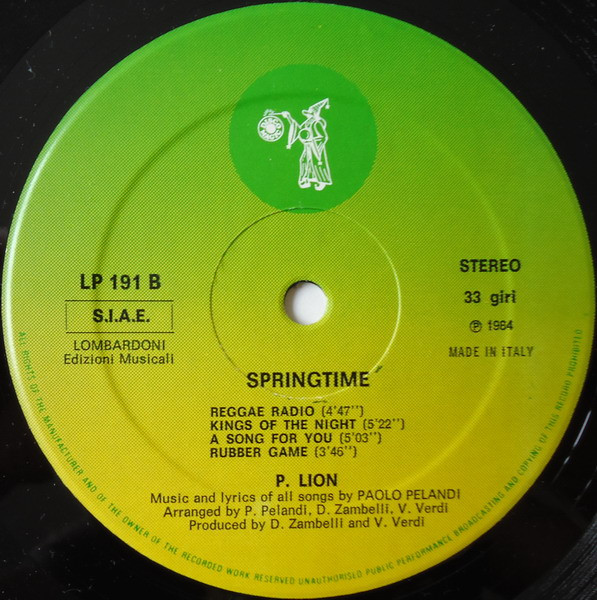 LP 191 B
S.I.A.E.
LOMBARDONI
Edizioni Musicali
STEREO
33 giri
℗ 1984
MADE IN ITALY
SPRINGTIME
REGGAE RADIO (4'47'')
KINGS OF THE NIGHT (5'22'')
A SONG FOR YOU (5'03'')
RUBBER GAME (3'46'')
P. LION
Music and lyrics of all songs by PAOLO PELANDI
Arranged by P. Pelandi, D. Zambelli, V. Verdi
Produced by D. Zambelli and V. Verdi
ALL RIGHTS OF THE MANUFACTURER AND OF THE OWNER OF THE RECORDED WORK RESERVED UNAUTHORISED PUBLIC PERFORMANCE BROADCASTING AND COPYING OF THIS RECORD PROHIBITED